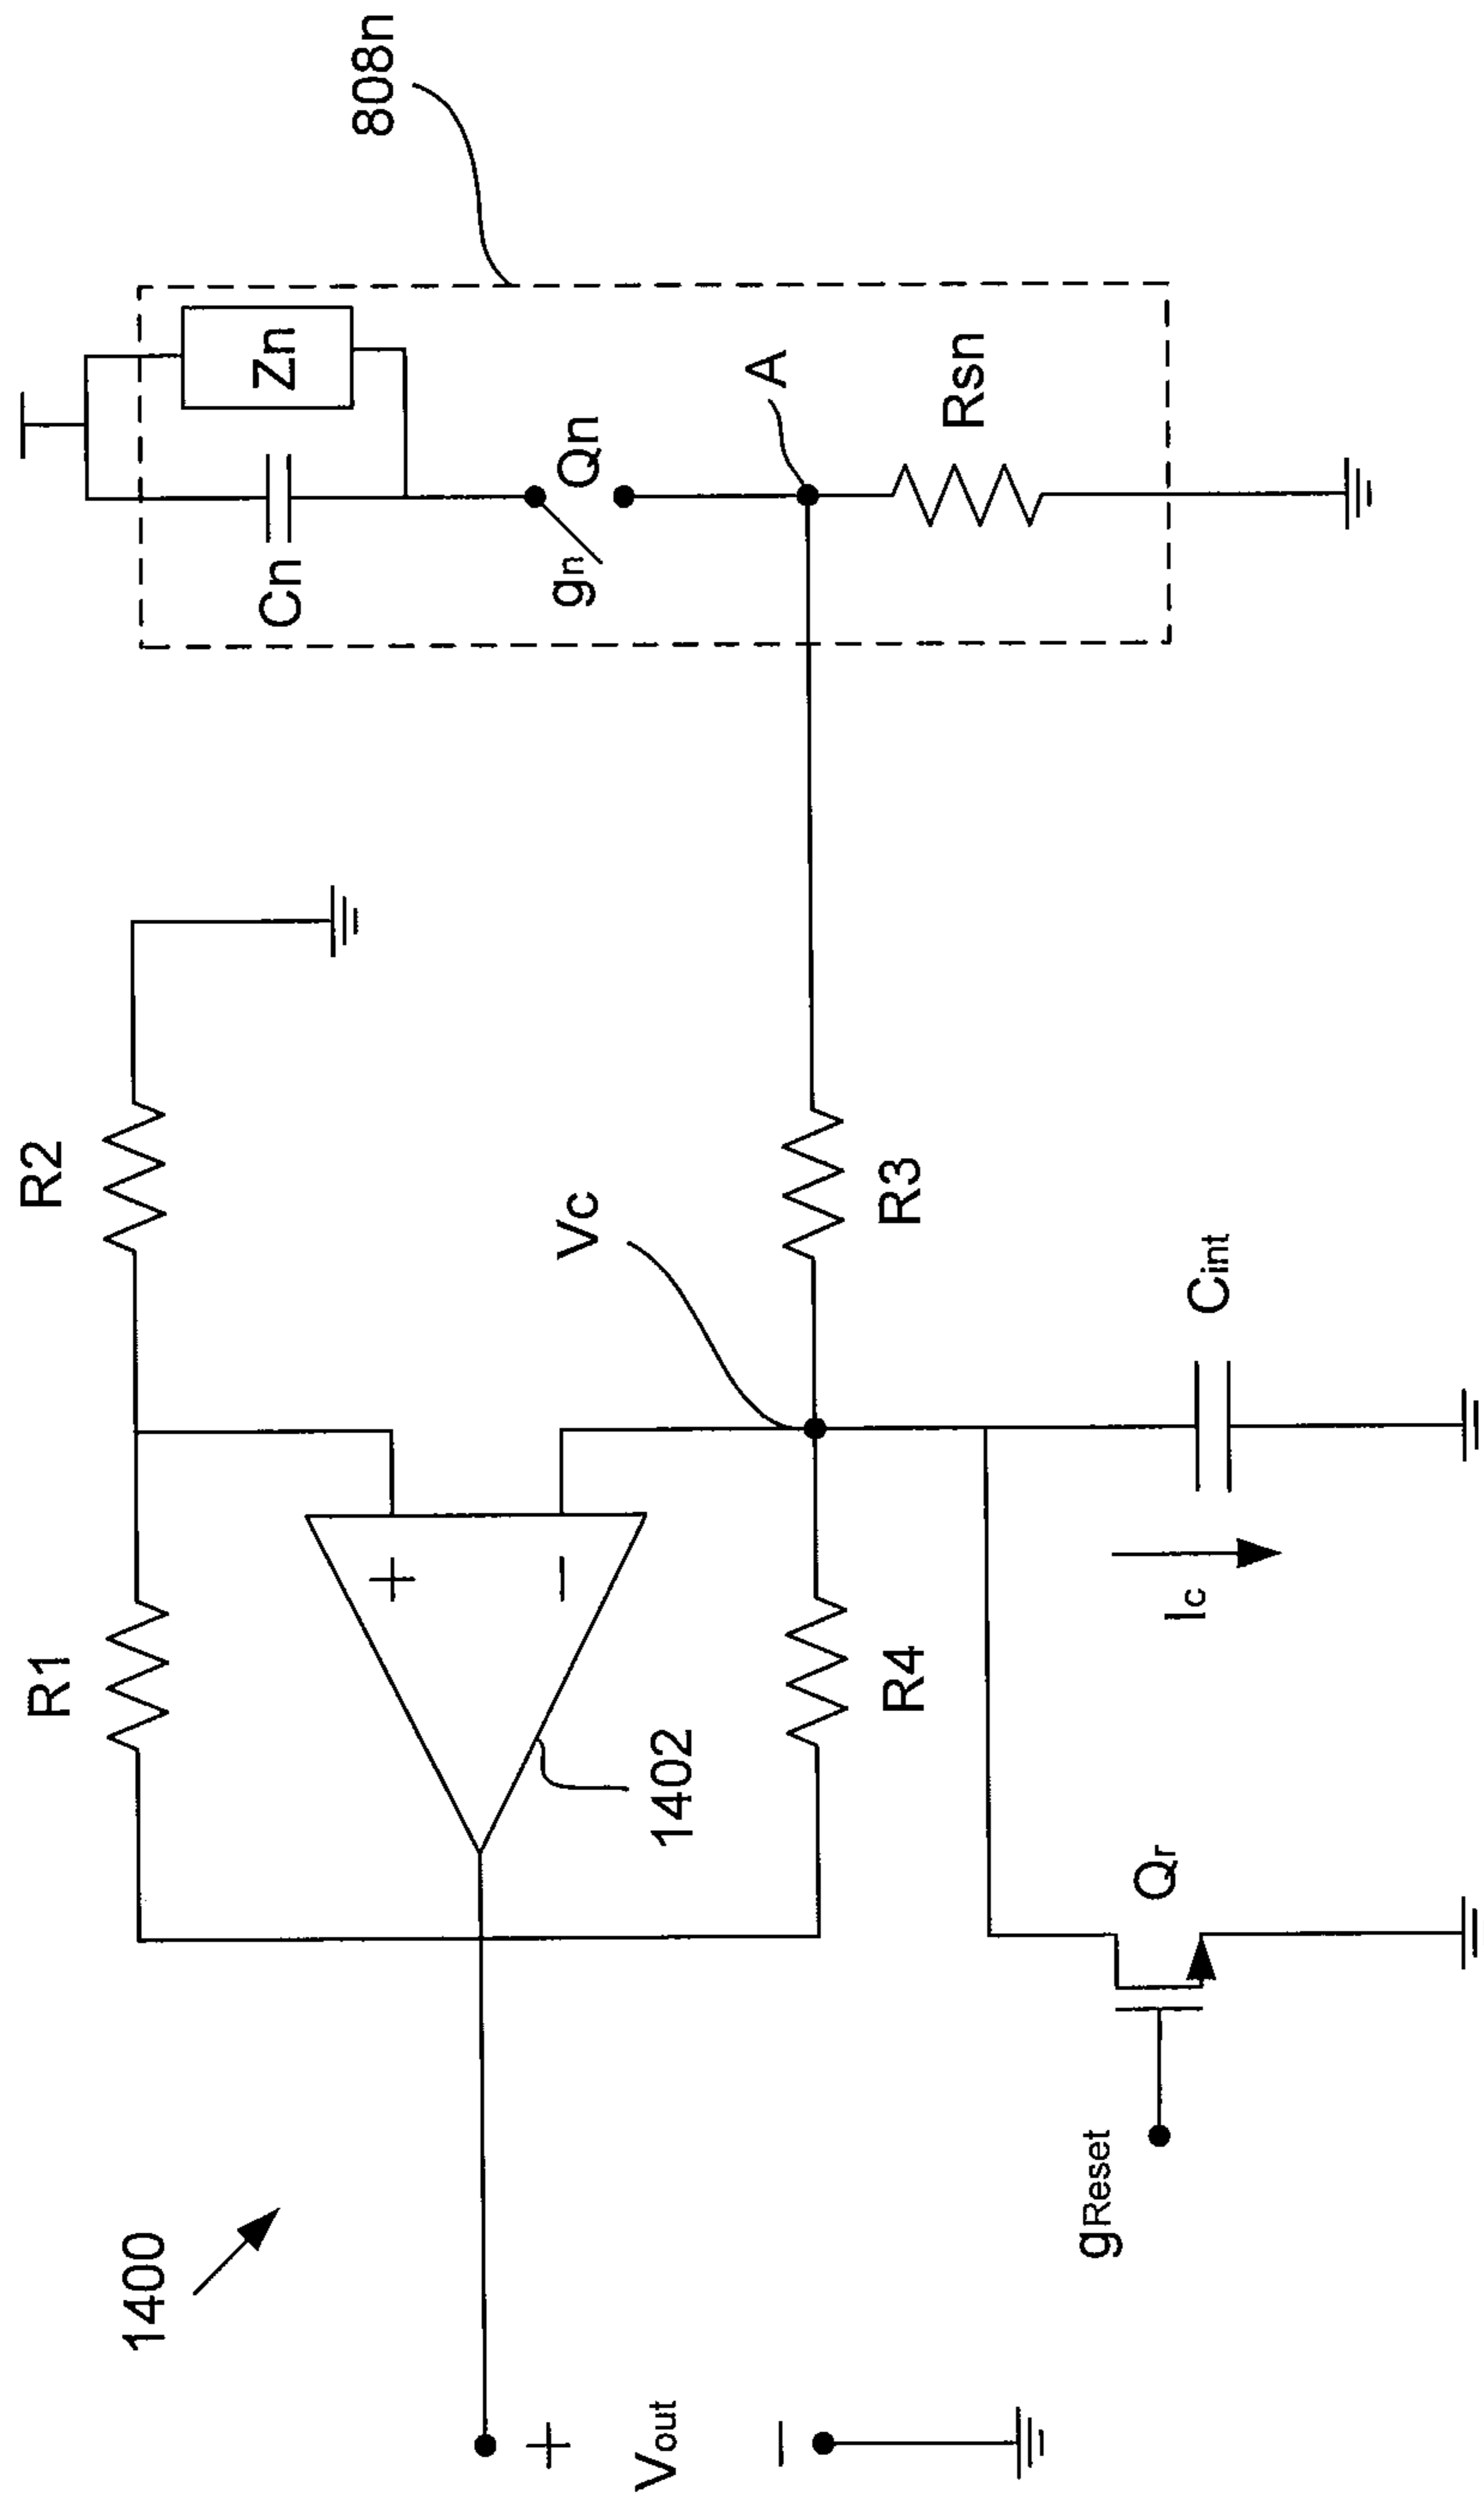 808n
Zn
Cn
Qn
gn
A
Rsn
R2
Vc
R3
Cint
R1
+
−
1402
R4
Ic
Qr
gReset
1400
+
Vout
−